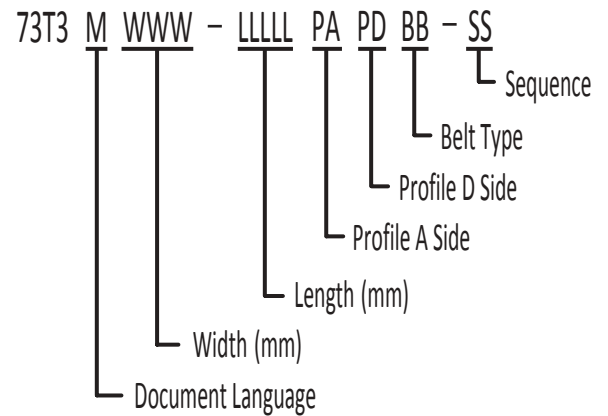 73T3 M WWW – LLLLL PA PD BB – SS
Sequence
Belt Type
Profile D Side
Profile A Side
Length (mm)
Width (mm)
Document Language